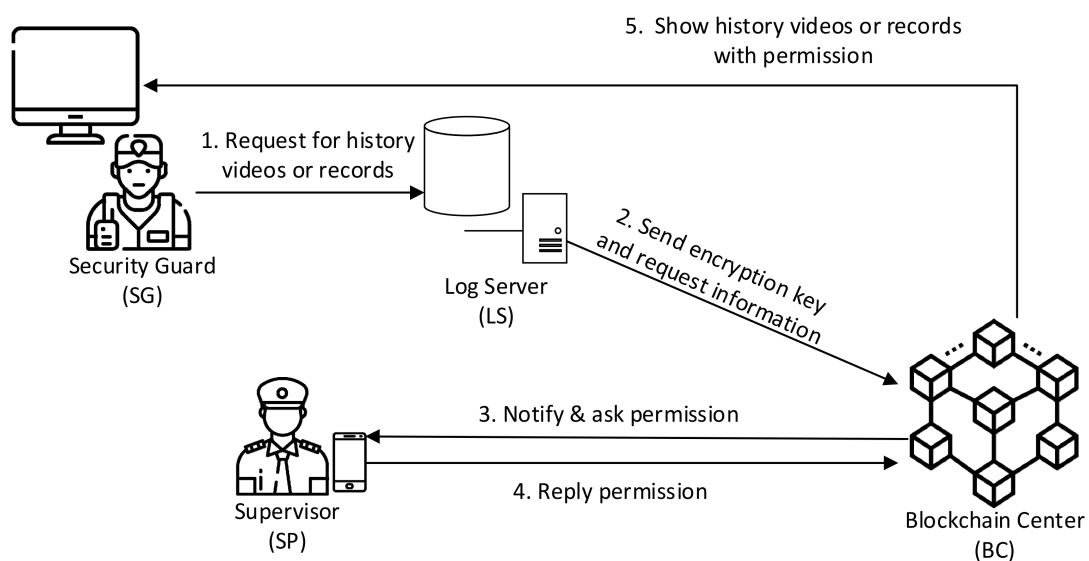 5. Show history videos or records
with permission
1. Request for history
videos or records
Security Guard
(SG)
2. Send encryption key
and request information
Log Server
(LS)
3. Notify & ask permission
4. Reply permission
Supervisor
(SP)
Blockchain Center
(BC)